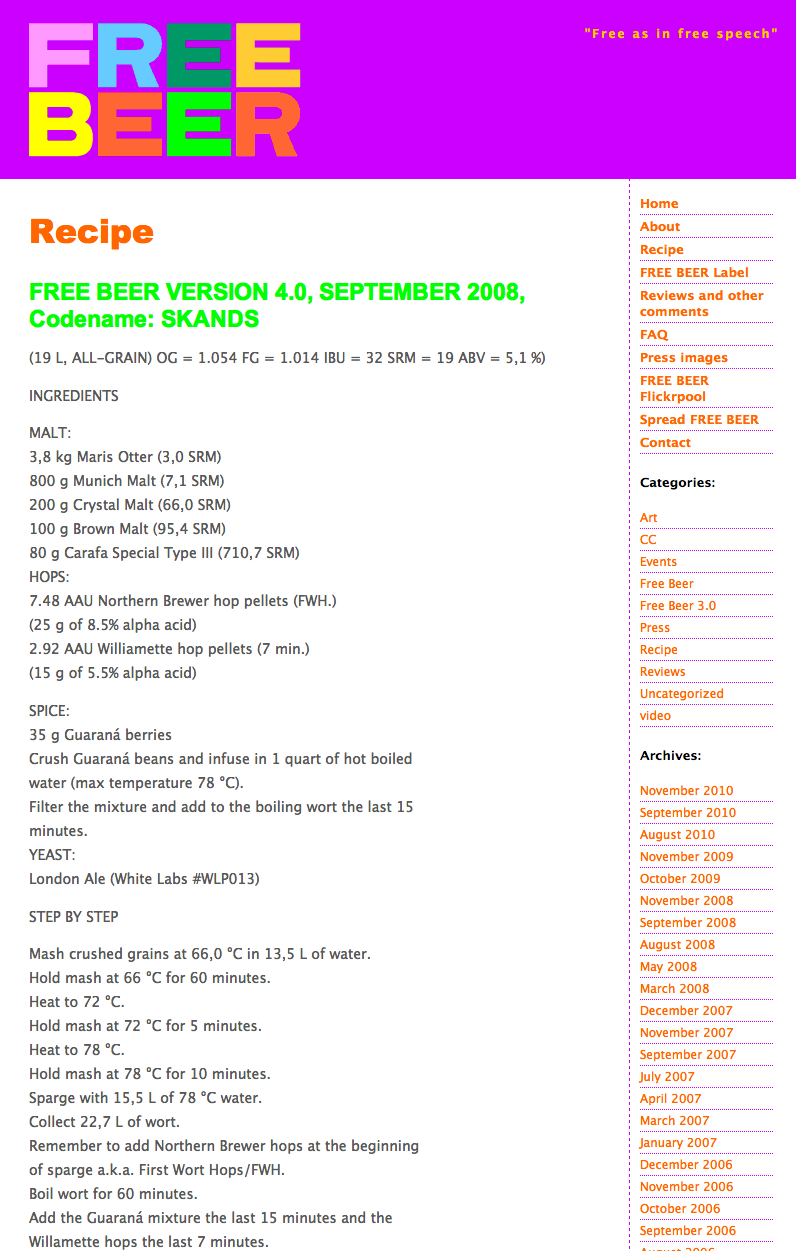 FREE
BEER
"Free as in free speech"
Recipe
FREE BEER VERSION 4.0, SEPTEMBER 2008,
Codename: SKANDS
(19 L, ALL-GRAIN) OG = 1.054 FG = 1.014 IBU = 32 SRM = 19 ABV = 5,1 %)
INGREDIENTS
MALT:
3,8 kg Maris Otter (3,0 SRM)
800 g Munich Malt (7,1 SRM)
200 g Crystal Malt (66,0 SRM)
100 g Brown Malt (95,4 SRM)
80 g Carafa Special Type III (710,7 SRM)
HOPS:
7.48 AAU Northern Brewer hop pellets (FWH.)
(25 g of 8.5% alpha acid)
2.92 AAU Williamette hop pellets (7 min.)
(15 g of 5.5% alpha acid)
SPICE:
35 g Guaraná berries
Crush Guaraná beans and infuse in 1 quart of hot boiled
water (max temperature 78 °C).
Filter the mixture and add to the boiling wort the last 15
minutes.
YEAST:
London Ale (White Labs #WLP013)
STEP BY STEP
Mash crushed grains at 66,0 °C in 13,5 L of water.
Hold mash at 66 °C for 60 minutes.
Heat to 72 °C.
Hold mash at 72 °C for 5 minutes.
Heat to 78 °C.
Hold mash at 78 °C for 10 minutes.
Sparge with 15,5 L of 78 °C water.
Collect 22,7 L of wort.
Remember to add Northern Brewer hops at the beginning
of sparge a.k.a. First Wort Hops/FWH.
Boil wort for 60 minutes.
Add the Guaraná mixture the last 15 minutes and the
Willamette hops the last 7 minutes.
Home
About
Recipe
FREE BEER Label
Reviews and other
comments
FAQ
Press images
FREE BEER
Flickrpool
Spread FREE BEER
Contact
Categories:
Art
CC
Events
Free Beer
Free Beer 3.0
Press
Recipe
Reviews
Uncategorized
video
Archives:
November 2010
September 2010
August 2010
November 2009
October 2009
November 2008
September 2008
August 2008
May 2008
March 2008
December 2007
November 2007
September 2007
July 2007
April 2007
March 2007
January 2007
December 2006
November 2006
October 2006
September 2006
August 2006